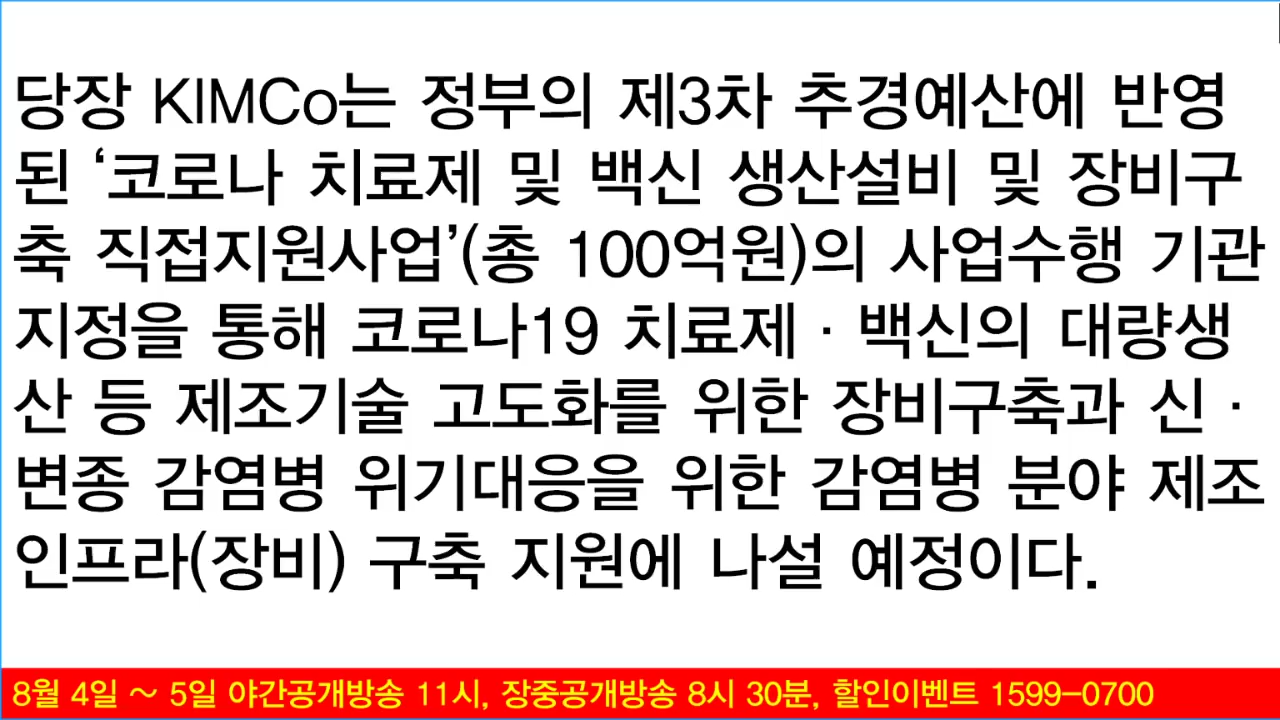 당장 KIMCo는 정부의 제3차 추경예산에 반영
된 ‘코로나 치료제 및 백신 생산설비 및 장비구
축 직접지원사업’(총 100억원)의 사업수행 기관
지정을 통해 코로나19 치료제 · 백신의 대량생
산 등 제조기술 고도화를 위한 장비구축과 신 ·
변종 감염병 위기대응을 위한 감염병 분야 제조
인프라(장비) 구축 지원에 나설 예정이다.
8월 4일 ~ 5일 야간공개방송 11시, 장중공개방송 8시 30분, 할인이벤트 1599-0700